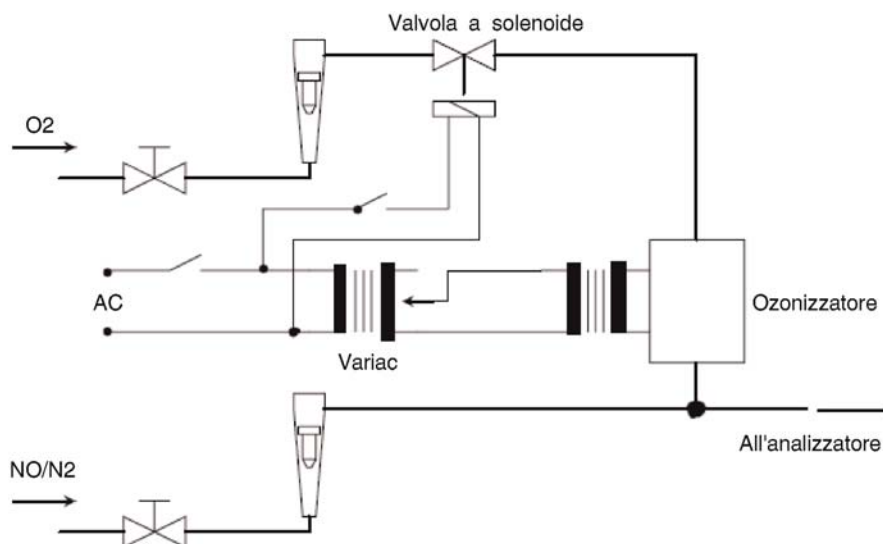 Valvola a solenoide
O2
AC
Variac
Ozonizzatore
All'analizzatore
NO/N2